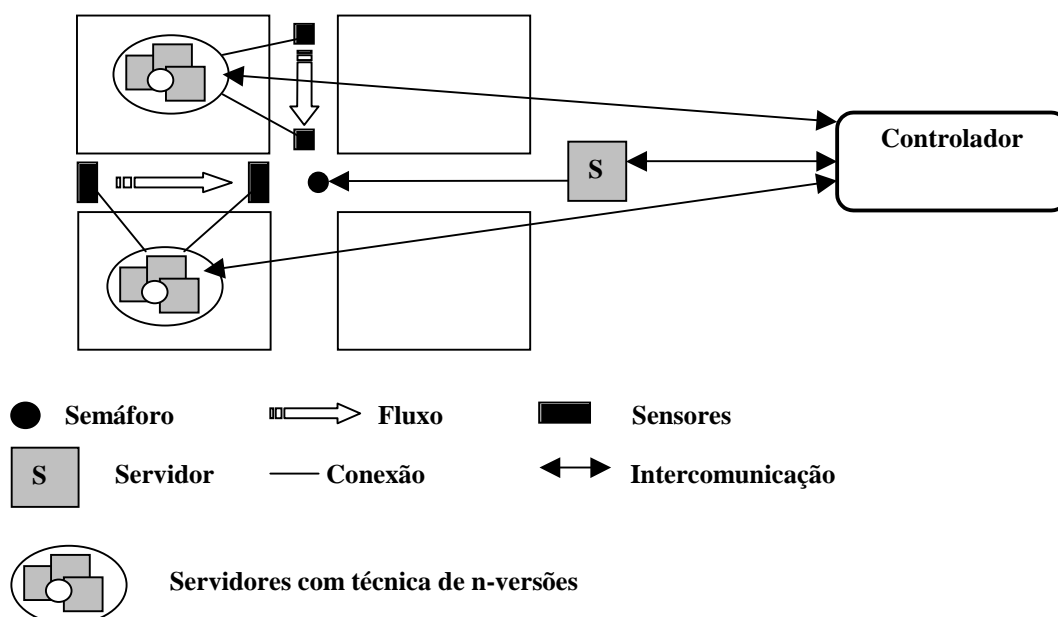 Controlador
S
Semáforo
Fluxo
Sensores
S
Servidor
Conexão
Intercomunicação
Servidores com técnica de n-versões